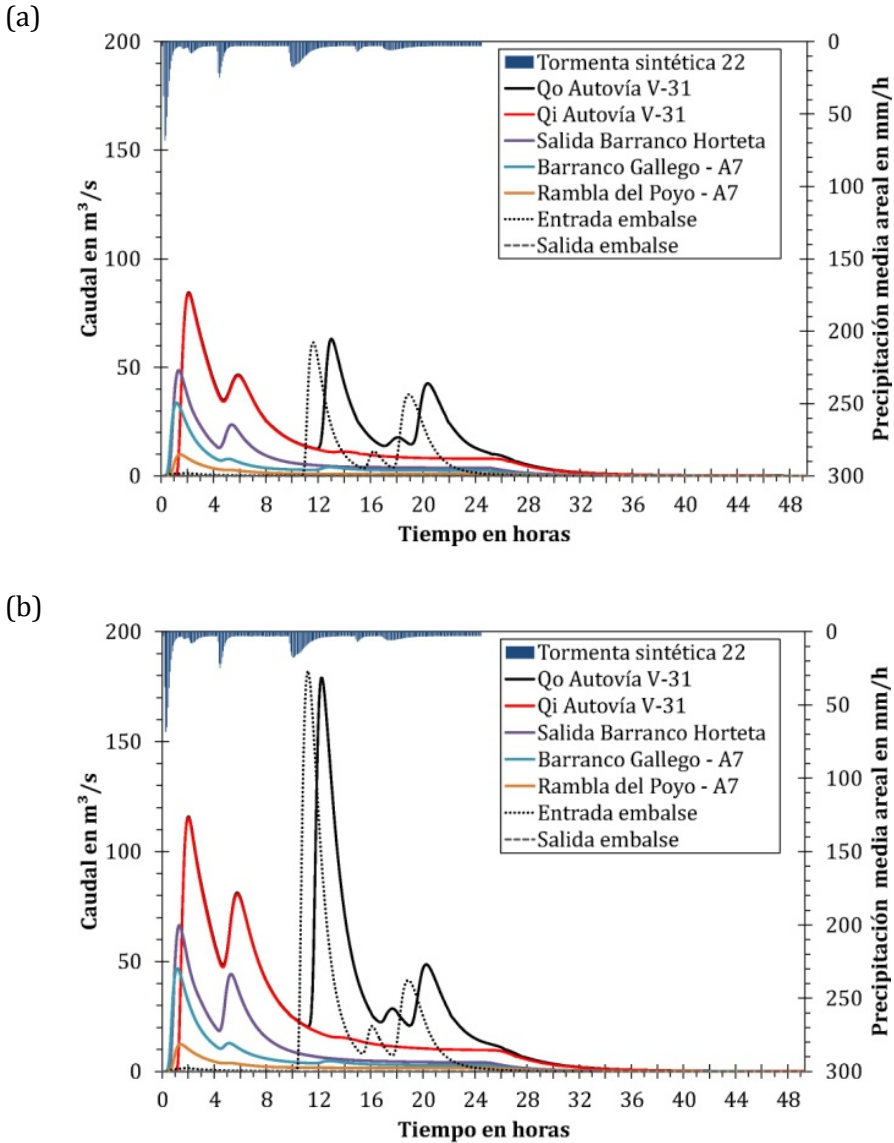 (a)
200
150
100
50
0
Caudal en m³/s
0
50
100
150
200
250
300
Precipitación media areal en mm/h
Tormenta sintética 22
Qo Autovía V-31
Qi Autovía V-31
Salida Barranco Horteta
Barranco Gallego - A7
Rambla del Poyo - A7
Entrada embalse
Salida embalse
0 4 8 12 16 20 24 28 32 36 40 44 48
Tiempo en horas
(b)
200
150
100
50
0
Caudal en m³/s
0
50
100
150
200
250
300
Precipitación media areal en mm/h
Tormenta sintética 22
Qo Autovía V-31
Qi Autovía V-31
Salida Barranco Horteta
Barranco Gallego - A7
Rambla del Poyo - A7
Entrada embalse
Salida embalse
0 4 8 12 16 20 24 28 32 36 40 44 48
Tiempo en horas